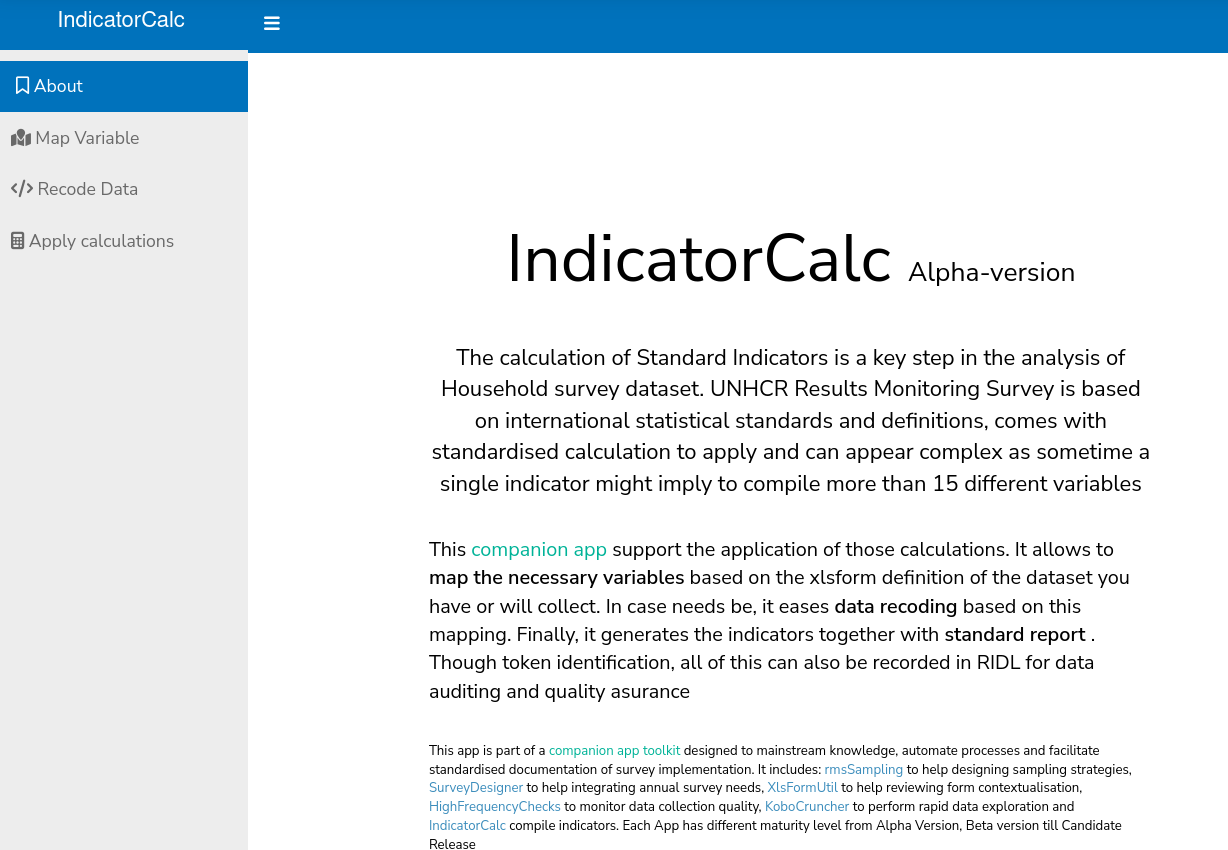 IndicatorCalc
About
Map Variable
Recode Data
Apply calculations
IndicatorCalc Alpha-version
The calculation of Standard Indicators is a key step in the analysis of
Household survey dataset. UNHCR Results Monitoring Survey is based
on international statistical standards and definitions, comes with
standardised calculation to apply and can appear complex as sometime a
single indicator might imply to compile more than 15 different variables
This companion app support the application of those calculations. It allows to
map the necessary variables based on the xlsform definition of the dataset you
have or will collect. In case needs be, it eases data recoding based on this
mapping. Finally, it generates the indicators together with standard report .
Though token identification, all of this can also be recorded in RIDL for data
auditing and quality asurance
This app is part of a companion app toolkit designed to mainstream knowledge, automate processes and facilitate
standardised documentation of survey implementation. It includes: rmsSampling to help designing sampling strategies,
SurveyDesigner to help integrating annual survey needs, XlsFormUtil to help reviewing form contextualisation,
HighFrequencyChecks to monitor data collection quality, KoboCruncher to perform rapid data exploration and
IndicatorCalc compile indicators. Each App has different maturity level from Alpha Version, Beta version till Candidate
Release